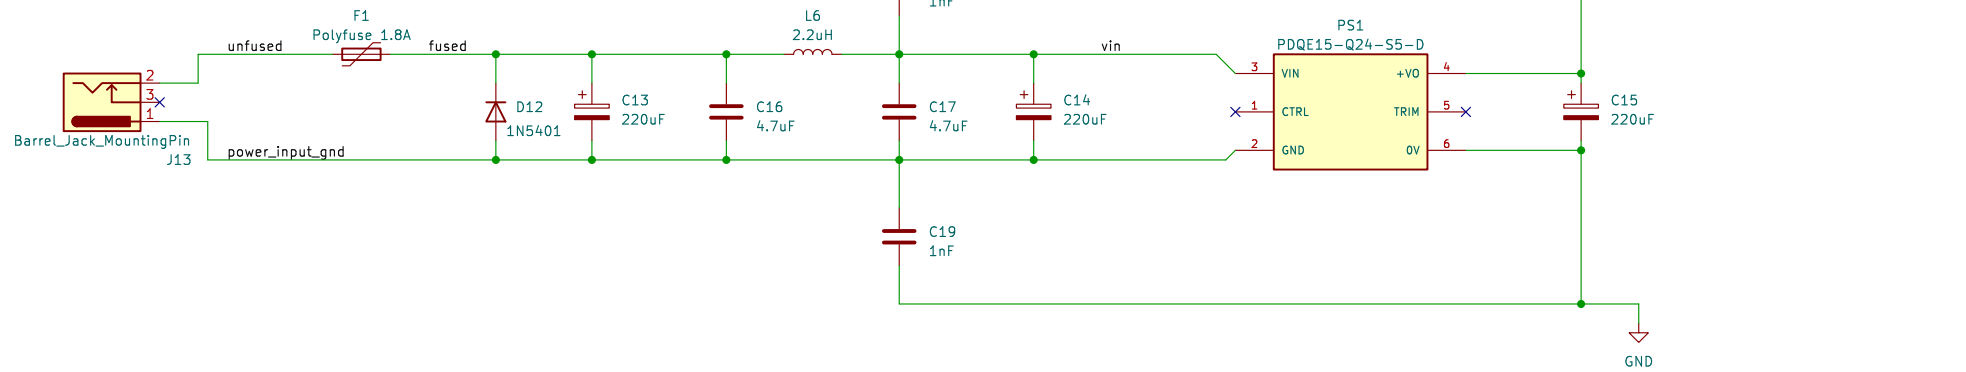 1nF
F1
Polyfuse_1.8A
L6
2.2uH
PS1
PDQE15-Q24-S5-D
unfused
fused
vin
2
3
1
Barrel_Jack_MountingPin
J13
power_input_gnd
D12
1N5401
+
C13
220uF
C16
4.7uF
C17
4.7uF
+
C14
220uF
3
VIN
1
CTRL
2
GND
+VO
4
TRIM
5
0V
6
+
C15
220uF
C19
1nF
GND